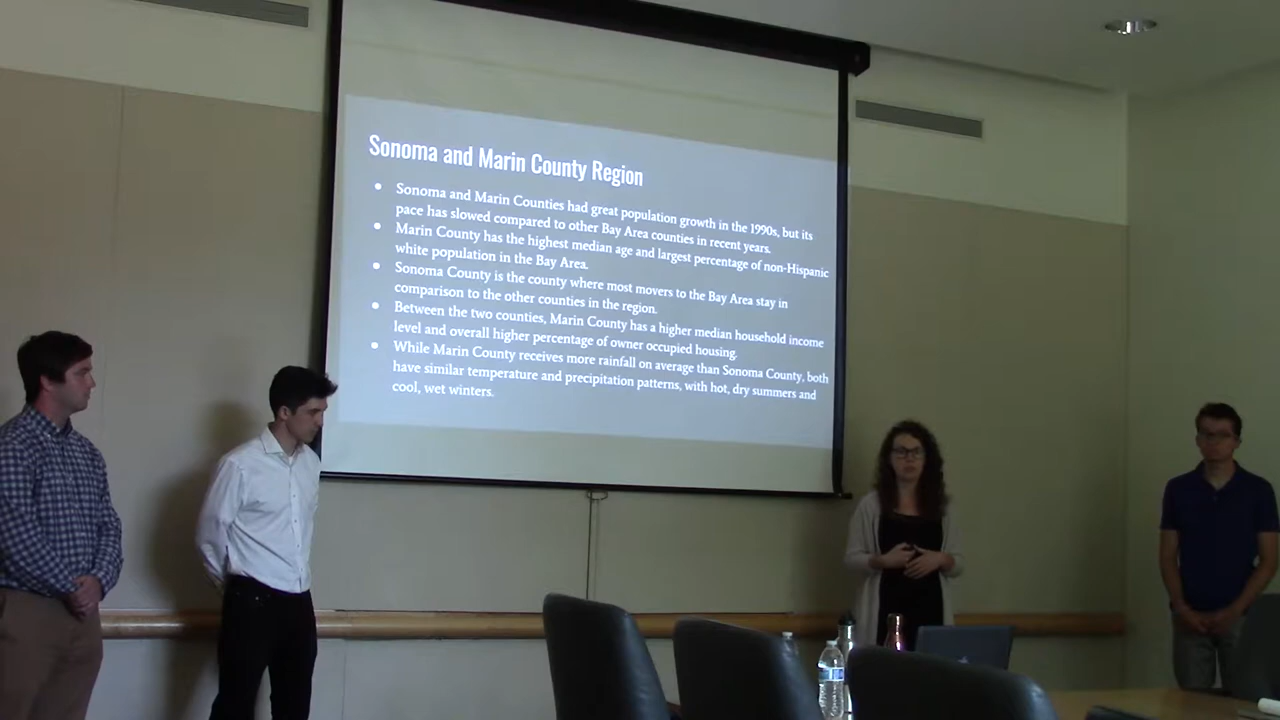 Sonoma and Marin County Region
• Sonoma and Marin Counties had great population growth in the 1990s, but its
pace has slowed compared to other Bay Area counties in recent years.
• Marin County has the highest median age and largest percentage of non-Hispanic
white population in the Bay Area.
• Sonoma County is the county where most movers to the Bay Area stay in
comparison to the other counties in the region.
• Between the two counties, Marin County has a higher median household income
level and overall higher percentage of owner occupied housing.
• While Marin County receives more rainfall on average than Sonoma County, both
have similar temperature and precipitation patterns, with hot, dry summers and
cool, wet winters.